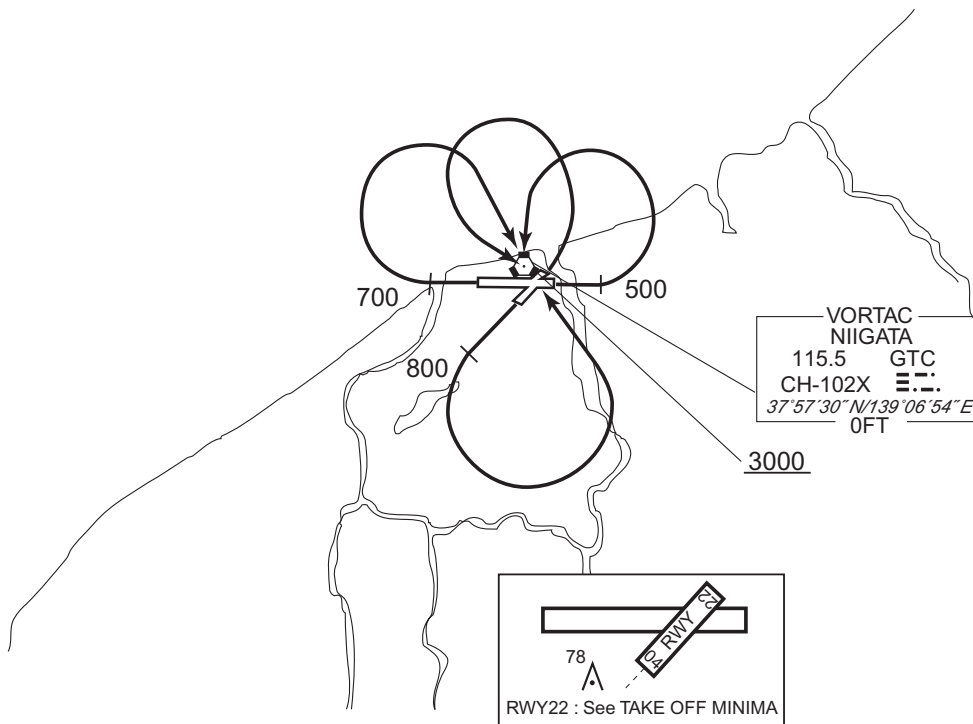 700
500
800
VORTAC
NIIGATA
115.5 GTC
CH-102X
37°57′30″N/139°06′54″E
0FT
3000
22
RWY
04
78
RWY22 : See TAKE OFF MINIMA